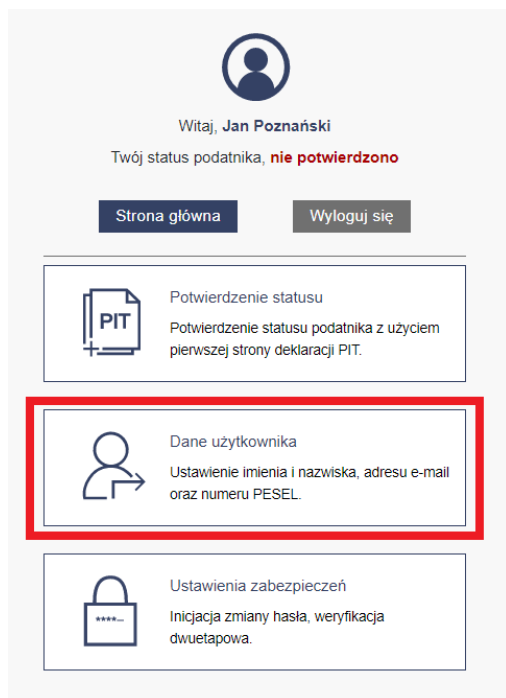 Witaj, Jan Poznański
Twój status podatnika, nie potwierdzono
Strona główna
Wyloguj się
PIT
Potwierdzenie statusu
Potwierdzenie statusu podatnika z użyciem
pierwszej strony deklaracji PIT.
Dane użytkownika
Ustawienie imienia i nazwiska, adresu e-mail
oraz numeru PESEL.
****_
Ustawienia zabezpieczeń
Inicjacja zmiany hasła, weryfikacja
dwuetapowa.